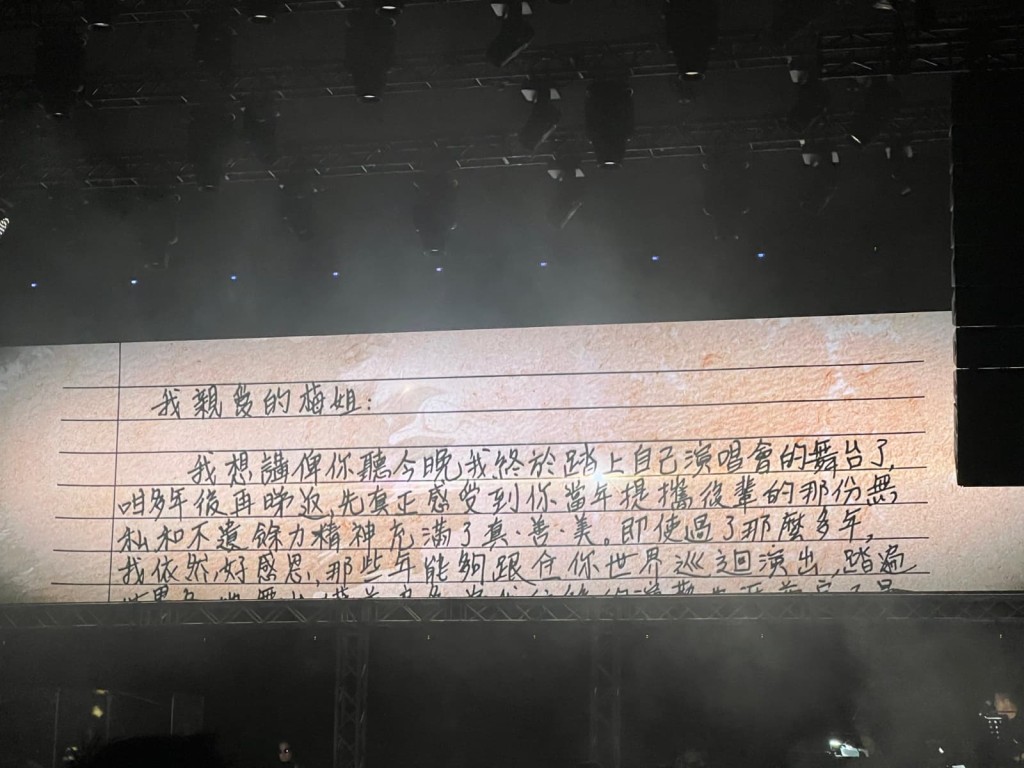 我親愛的梅姐:
我想講俾你聽今晚,我終於踏上自己演唱會的舞台了,
咁多年後再睇返,先真正感受到你當年提攜後輩的那份無
私和不遺餘力精神充滿了真·善·美。即使過了那麼多年,
我依然,好感恩,那些年能夠跟住你世界巡迴演出,踏遍